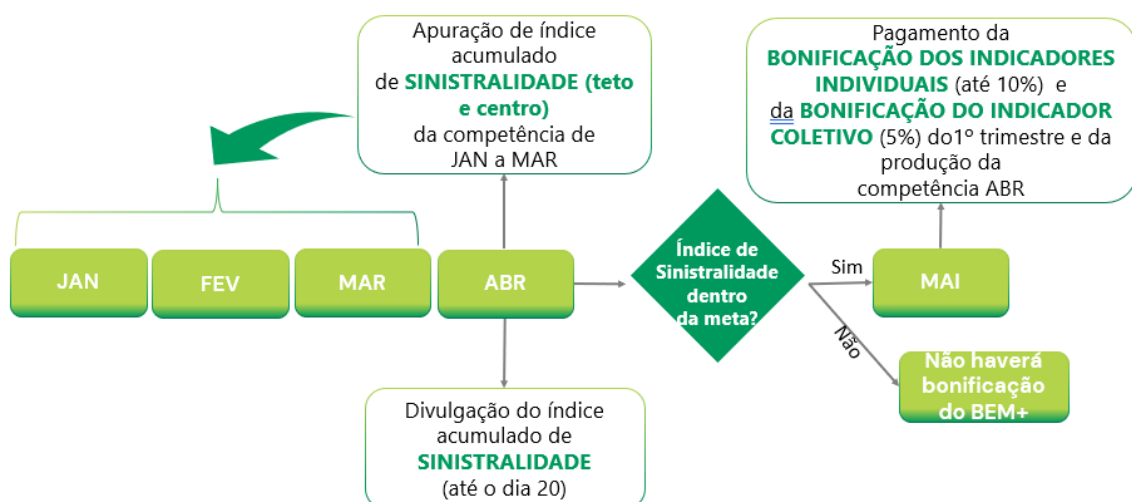 Apuração de índice
acumulado
de SINISTRALIDADE (teto
e centro)
da competência de
JAN a MAR
Pagamento da
BONIFICAÇÃO DOS INDICADORES
INDIVIDUAIS (até 10%) e
da BONIFICAÇÃO DO INDICADOR
COLETIVO (5%) do1º trimestre e da
produção da
competência ABR
JAN
FEV
MAR
ABR
Índice de
Sinistralidade
dentro
da meta?
Sim
MAI
Não
Não haverá
bonificação
do BEM+
Divulgação do índice
acumulado de
SINISTRALIDADE
(até o dia 20)